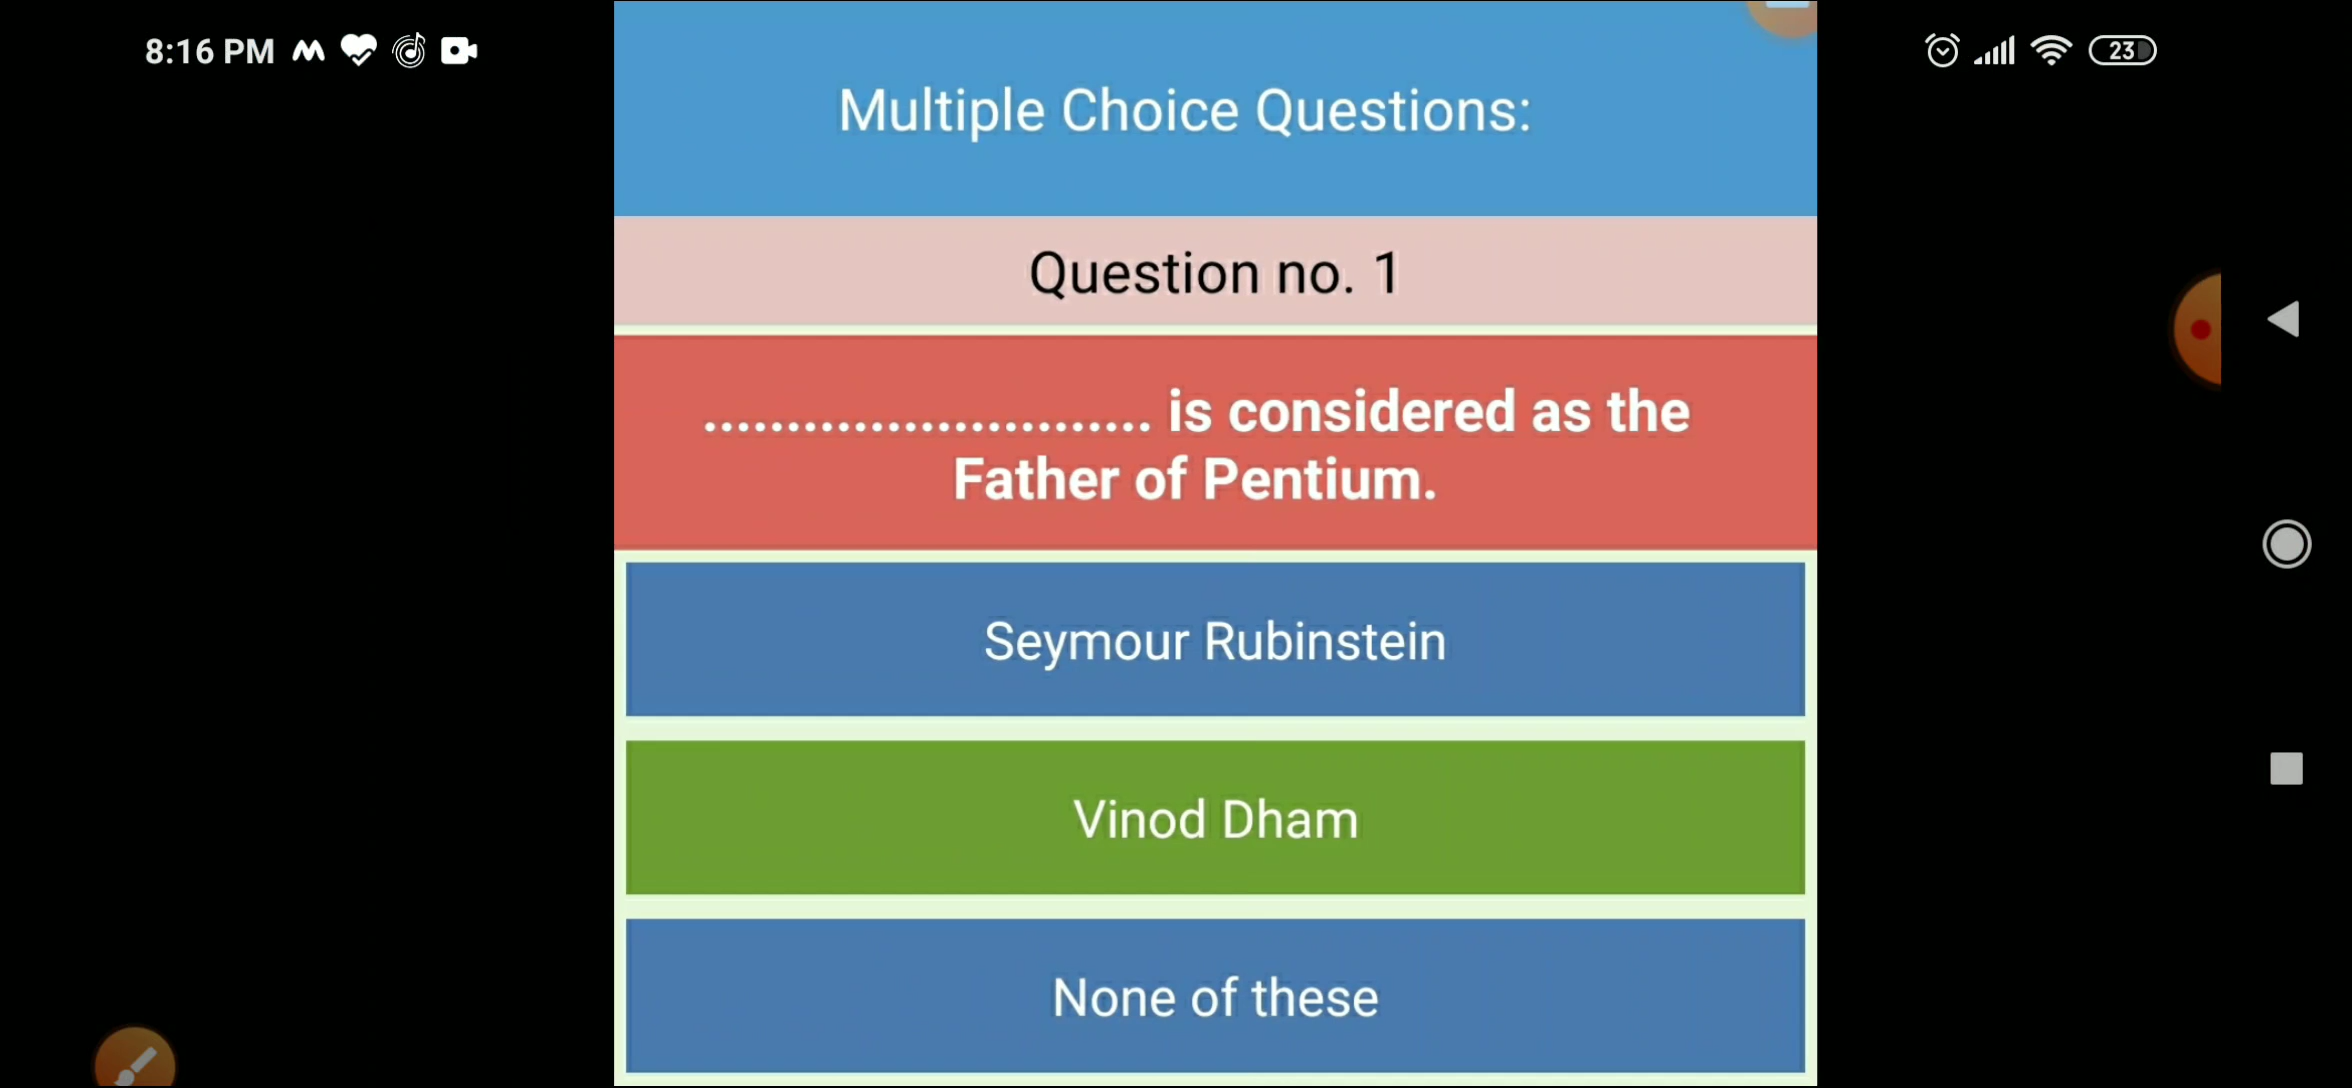 8:16 PM
23
Multiple Choice Questions:
Question no. 1
........................... is considered as the
Father of Pentium.
Seymour Rubinstein
Vinod Dham
None of these